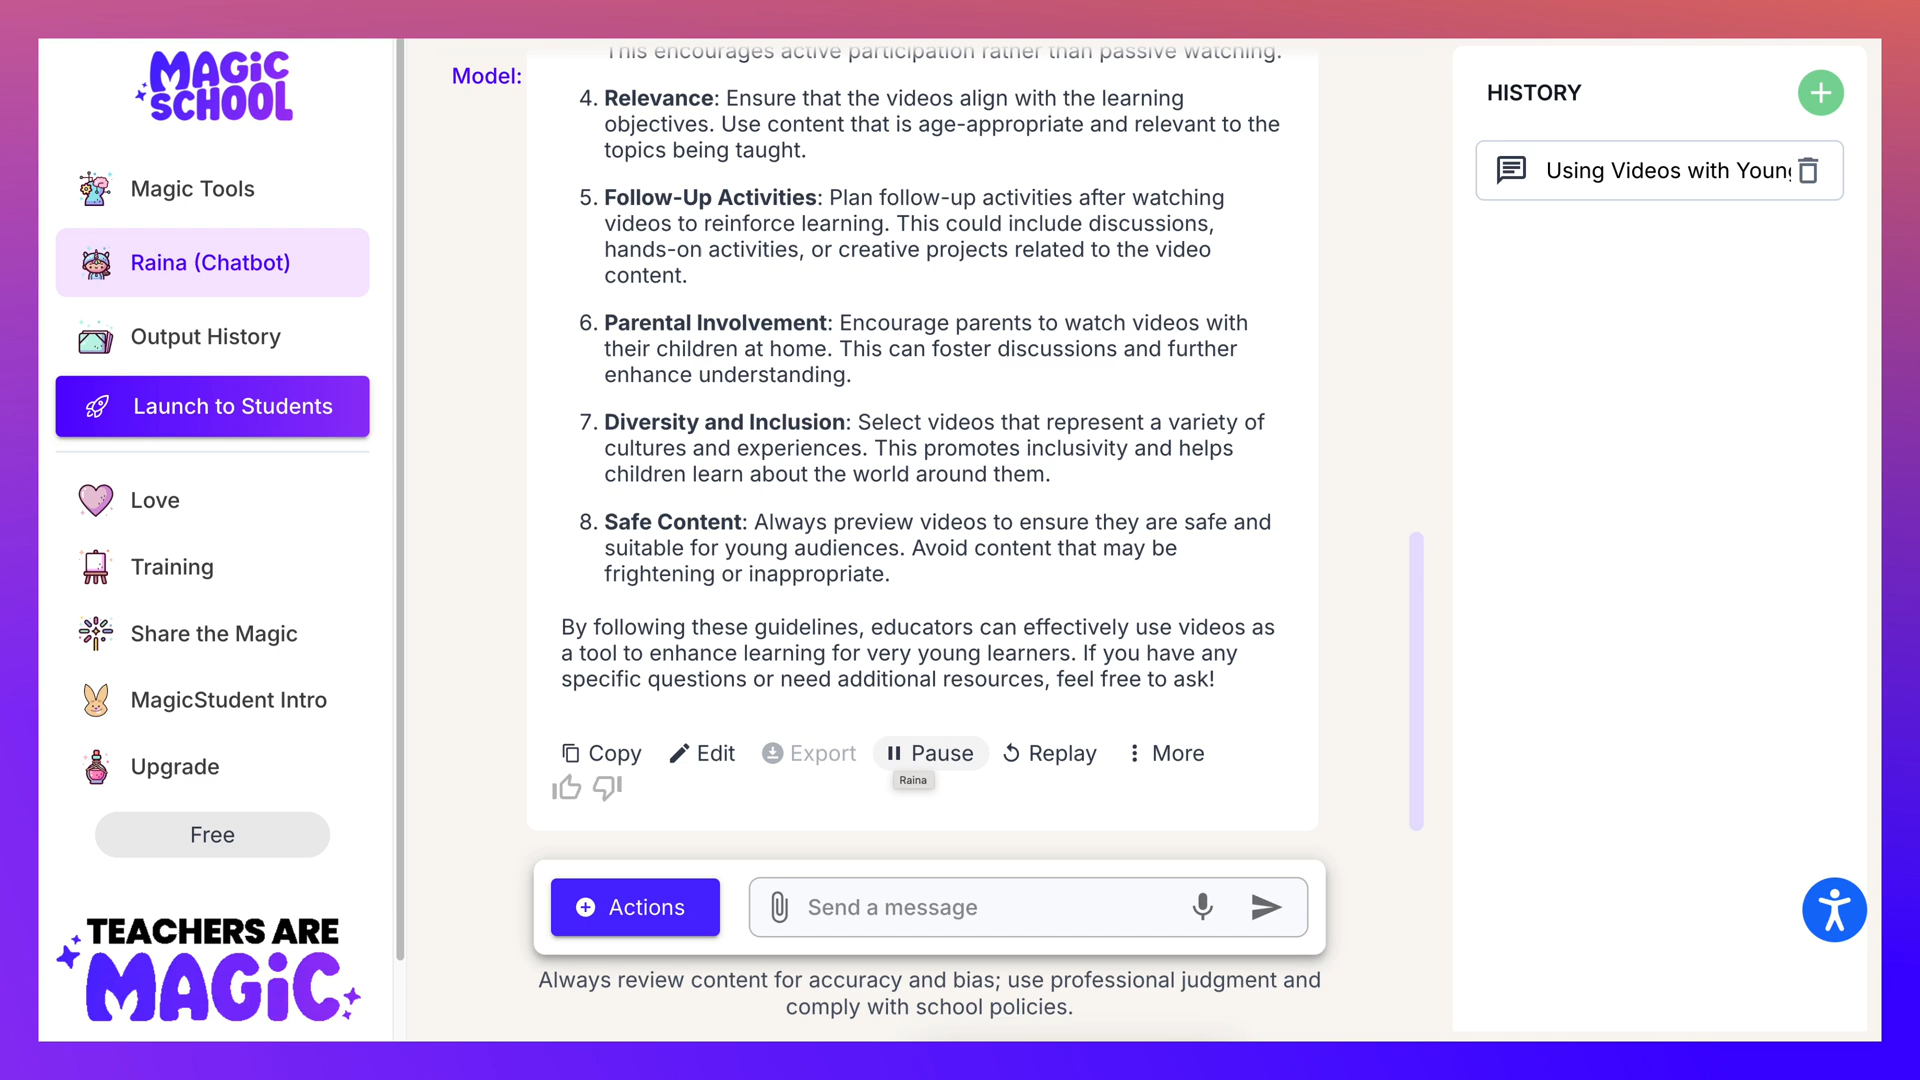 MAGiC
SCHOOL
Magic Tools
Raina (Chatbot)
Output History
Launch to Students
Love
Training
Share the Magic
MagicStudent Intro
Upgrade
Free
TEACHERS ARE
MAGiC
Model:
This encourages active participation rather than passive watching.
4. Relevance: Ensure that the videos align with the learning
objectives. Use content that is age-appropriate and relevant to the
topics being taught.
5. Follow-Up Activities: Plan follow-up activities after watching
videos to reinforce learning. This could include discussions,
hands-on activities, or creative projects related to the video
content.
6. Parental Involvement: Encourage parents to watch videos with
their children at home. This can foster discussions and further
enhance understanding.
7. Diversity and Inclusion: Select videos that represent a variety of
cultures and experiences. This promotes inclusivity and helps
children learn about the world around them.
8. Safe Content: Always preview videos to ensure they are safe and
suitable for young audiences. Avoid content that may be
frightening or inappropriate.
By following these guidelines, educators can effectively use videos as
a tool to enhance learning for very young learners. If you have any
specific questions or need additional resources, feel free to ask!
Copy Edit Export Pause Replay More
Raina
Actions
Send a message
Always review content for accuracy and bias; use professional judgment and
comply with school policies.
HISTORY
Using Videos with Young